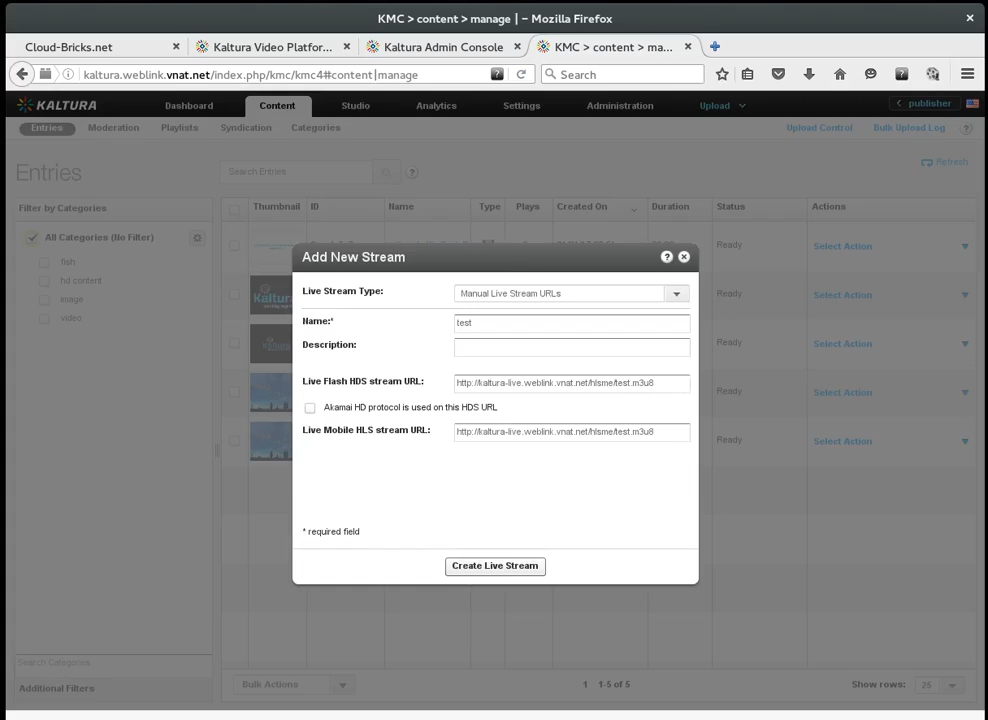 KMC > content > manage | – Mozilla Firefox
Cloud-Bricks.net
Kaltura Video Platfor...
Kaltura Admin Console
KMC > content > ma...
kaltura.weblink.vnat.net/index.php/kmc/kmc4#content|manage
Search
KALTURA
Dashboard
Content
Studio
Analytics
Settings
Administration
Upload
publisher
Entries
Moderation
Playlists
Syndication
Categories
Upload Control
Bulk Upload Log
Entries
Search Entries
Refresh
Filter by Categories
Thumbnail ID Name Type Plays Created On Duration Status Actions
All Categories (No Filter)
fish
hd content
image
video
Ready Select Action
Ready Select Action
Ready Select Action
Ready Select Action
Ready Select Action
Add New Stream
Live Stream Type: Manual Live Stream URLs
Name:* test
Description:
Live Flash HDS stream URL: http://kaltura-live.weblink.vnat.net/hlsme/test.m3u8
Akamai HD protocol is used on this HDS URL
Live Mobile HLS stream URL: http://kaltura-live.weblink.vnat.net/hlsme/test.m3u8
* required field
Create Live Stream
Search Categories
Additional Filters
Bulk Actions
1 1-5 of 5
Show rows: 25